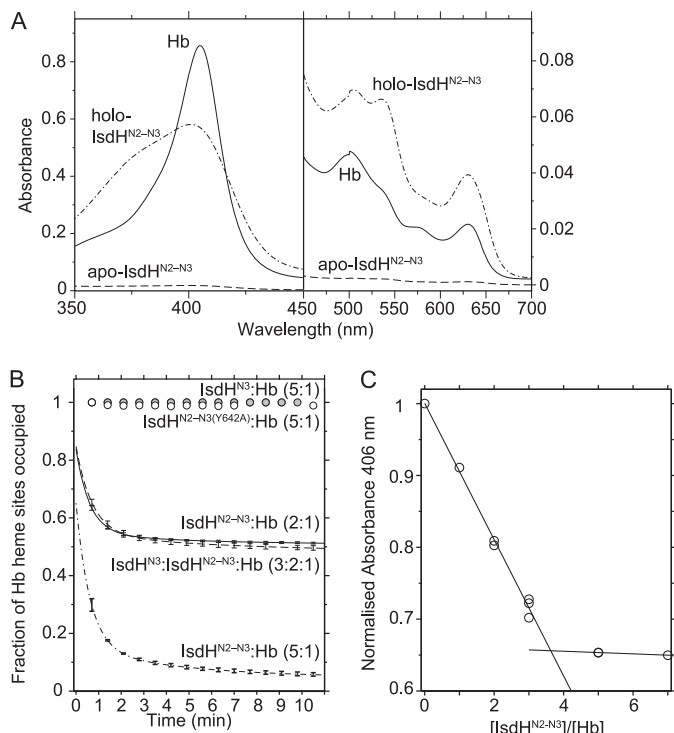 A
Hb
holo-
IsdH^N2–N3
apo-IsdH^N2–N3
Absorbance
0.8
0.6
0.4
0.2
0
350
400
450
holo-IsdH^N2–N3
Hb
apo-IsdH^N2–N3
0.08
0.06
0.04
0.02
0
500
550
600
650
700
Wavelength (nm)
B
IsdH^N3:Hb (5:1)
IsdH^N2–N3(Y642A):Hb (5:1)
IsdH^N2–N3:Hb (2:1)
IsdH^N3:IsdH^N2–N3:Hb (3:2:1)
IsdH^N2–N3:Hb (5:1)
Fraction of Hb heme sites occupied
1
0.8
0.6
0.4
0.2
0
0 1 2 3 4 5 6 7 8 9 10
Time (min)
C
Normalised Absorbance 406 nm
1
0.9
0.8
0.7
0.6
0 2 4 6
[IsdH^N2-N3]/[Hb]